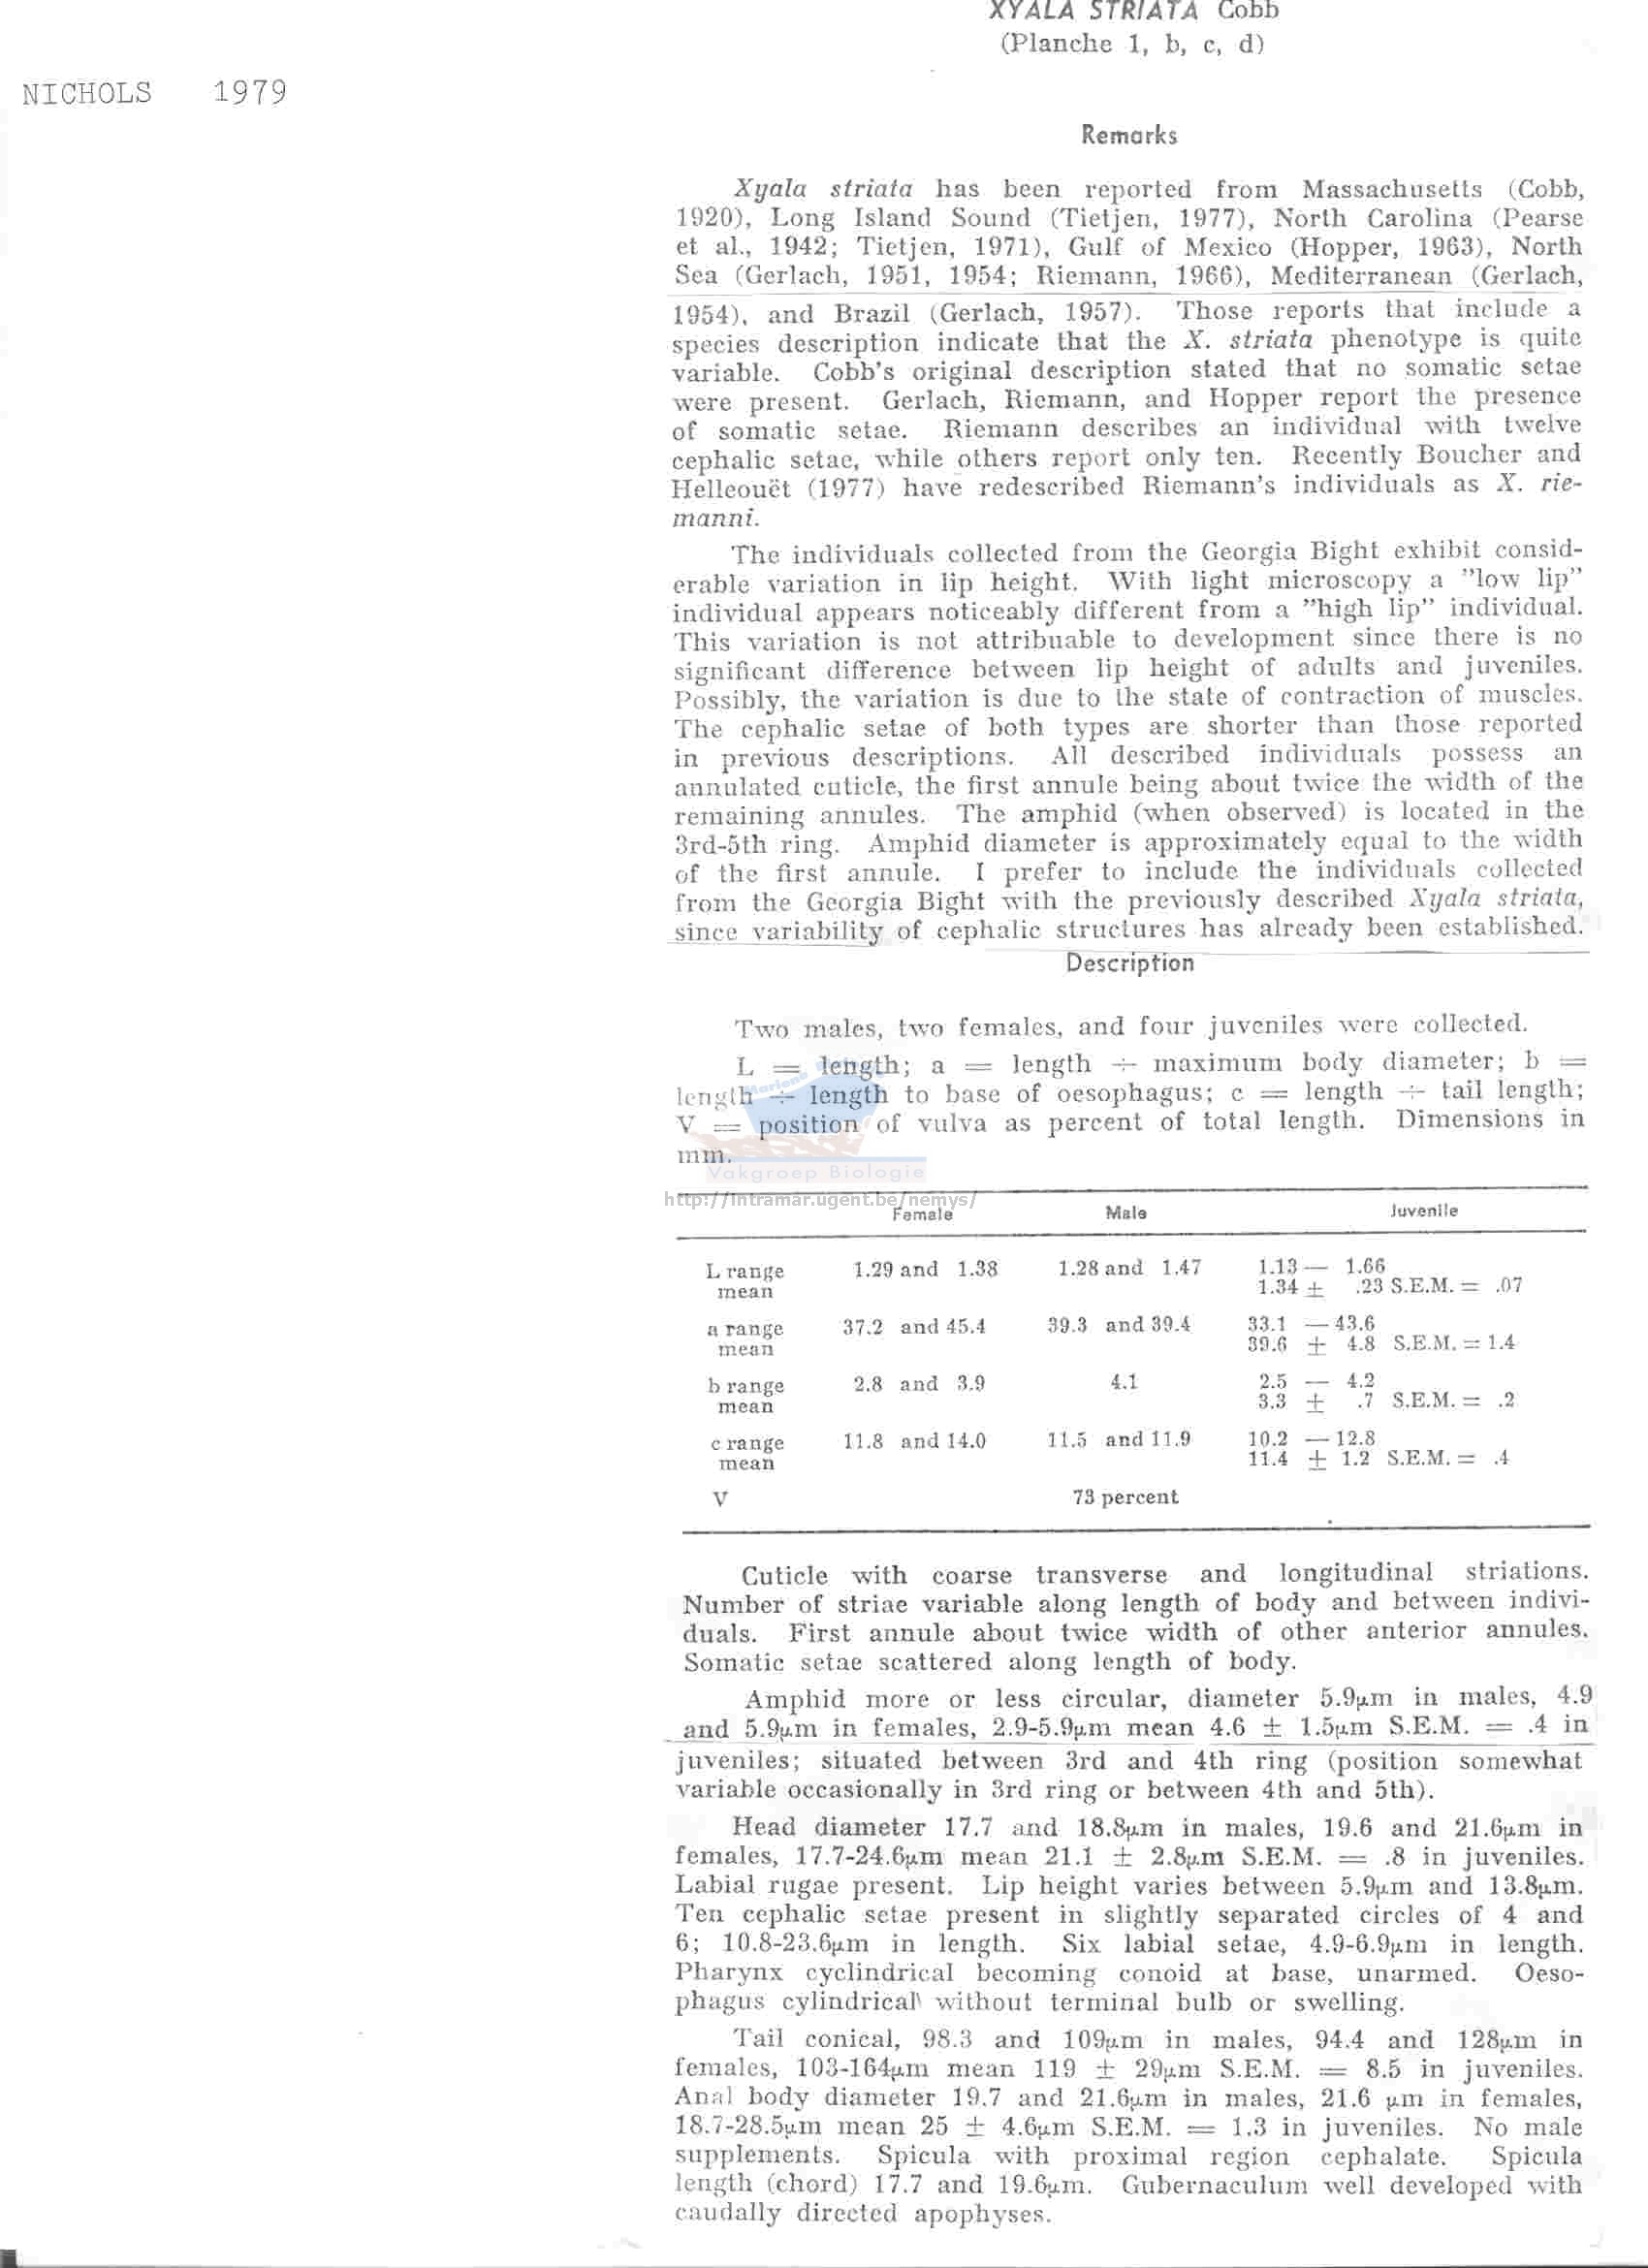 XYALA STRIATA Cobb
(Planche 1, b, c, d)
NICHOLS 1979
Remarks
Xyala striata has been reported from Massachusetts (Cobb,
1920), Long Island Sound (Tietjen, 1977), North Carolina (Pearse
et al., 1942; Tietjen, 1971), Gulf of Mexico (Hopper, 1963), North
Sea (Gerlach, 1951, 1954; Riemann, 1966), Mediterranean (Gerlach,
1954), and Brazil (Gerlach, 1957). Those reports that include a
species description indicate that the X. striata phenotype is quite
variable. Cobb's original description stated that no somatic setae
were present. Gerlach, Riemann, and Hopper report the presence
of somatic setae. Riemann describes an individual with twelve
cephalic setae, while others report only ten. Recently Boucher and
Helleouët (1977) have redescribed Riemann's individuals as X. rie-
manni.
The individuals collected from the Georgia Bight exhibit consid-
erable variation in lip height. With light microscopy a "low lip"
individual appears noticeably different from a "high lip" individual.
This variation is not attribuable to development since there is no
significant difference between lip height of adults and juveniles.
Possibly, the variation is due to the state of contraction of muscles.
The cephalic setae of both types are shorter than those reported
in previous descriptions. All described individuals possess an
annulated cuticle, the first annule being about twice the width of the
remaining annules. The amphid (when observed) is located in the
3rd-5th ring. Amphid diameter is approximately equal to the width
of the first annule. I prefer to include the individuals collected
from the Georgia Bight with the previously described Xyala striata,
since variability of cephalic structures has already been established.
Description
Two males, two females, and four juveniles were collected.
L = length; a = length ÷ maximum body diameter; b =
length ÷ length to base of oesophagus; c = length ÷ tail length;
V = position of vulva as percent of total length. Dimensions in
mm.
Vakgroep Biologie
http://intramar.ugent.be/nemys/
Female Male Juvenile
L range 1.29 and 1.38 1.28 and 1.47 1.13 — 1.66
mean 1.34 ± .23 S.E.M. = .07
a range 37.2 and 45.4 39.3 and 39.4 33.1 — 43.6
mean 39.6 ± 4.8 S.E.M. = 1.4
b range 2.8 and 3.9 4.1 2.5 — 4.2
mean 3.3 ± .7 S.E.M. = .2
c range 11.8 and 14.0 11.5 and 11.9 10.2 — 12.8
mean 11.4 ± 1.2 S.E.M. = .4
V 73 percent
Cuticle with coarse transverse and longitudinal striations.
Number of striae variable along length of body and between indivi-
duals. First annule about twice width of other anterior annules.
Somatic setae scattered along length of body.
Amphid more or less circular, diameter 5.9μm in males, 4.9
and 5.9μm in females, 2.9-5.9μm mean 4.6 ± 1.5μm S.E.M. = .4 in
juveniles; situated between 3rd and 4th ring (position somewhat
variable occasionally in 3rd ring or between 4th and 5th).
Head diameter 17.7 and 18.8μm in males, 19.6 and 21.6μm in
females, 17.7-24.6μm mean 21.1 ± 2.8μm S.E.M. = .8 in juveniles.
Labial rugae present. Lip height varies between 5.9μm and 13.8μm.
Ten cephalic setae present in slightly separated circles of 4 and
6; 10.8-23.6μm in length. Six labial setae, 4.9-6.9μm in length.
Pharynx cyclindrical becoming conoid at base, unarmed. Oeso-
phagus cylindrical without terminal bulb or swelling.
Tail conical, 98.3 and 109μm in males, 94.4 and 128μm in
females, 103-164μm mean 119 ± 29μm S.E.M. = 8.5 in juveniles.
Anal body diameter 19.7 and 21.6μm in males, 21.6 μm in females,
18.7-28.5μm mean 25 ± 4.6μm S.E.M. = 1.3 in juveniles. No male
supplements. Spicula with proximal region cephalate. Spicula
length (chord) 17.7 and 19.6μm. Gubernaculum well developed with
caudally directed apophyses.